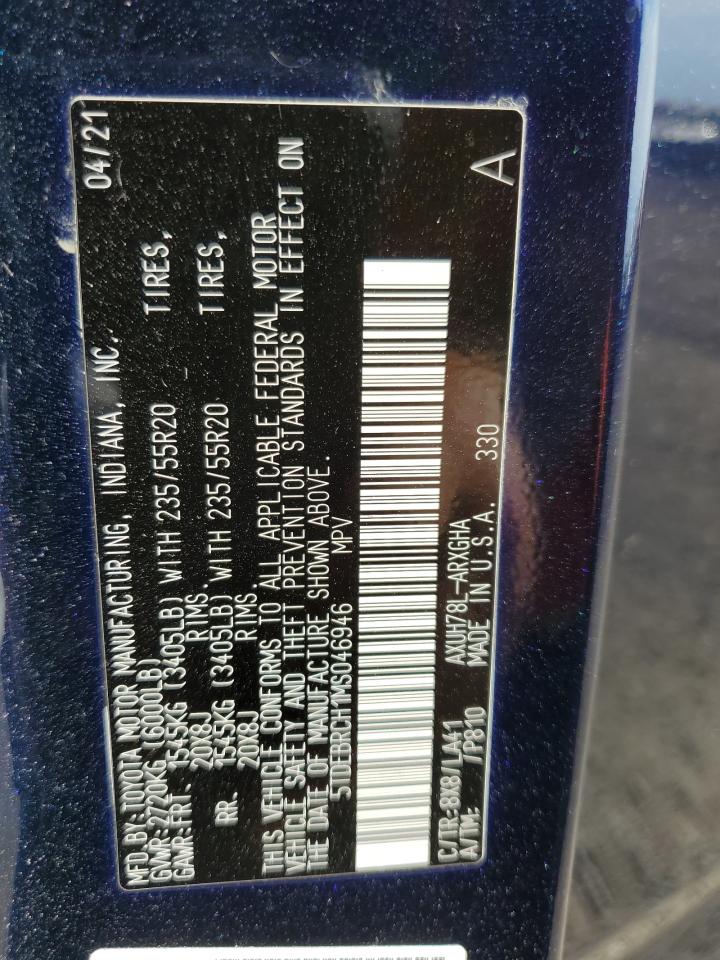 MFD BY: TOYOTA MOTOR MANUFACTURING, INDIANA, INC. 04/21
GVWR: 2720KG (6000LB)
GAWR: FRT. 1545KG (3405LB) WITH 235/55R20 TIRES,
20X8J RIMS.
RR. 1545KG (3405LB) WITH 235/55R20 TIRES,
20X8J RIMS.
THIS VEHICLE CONFORMS TO ALL APPLICABLE FEDERAL MOTOR
VEHICLE SAFETY AND THEFT PREVENTION STANDARDS IN EFFECT ON
THE DATE OF MANUFACTURE SHOWN ABOVE.
5TDEBRCH1MS046946 MPV
C/TR: 8X8/LA41 AXUH78L-ARXGHA
A/TM: /P810 MADE IN U.S.A. 330 A